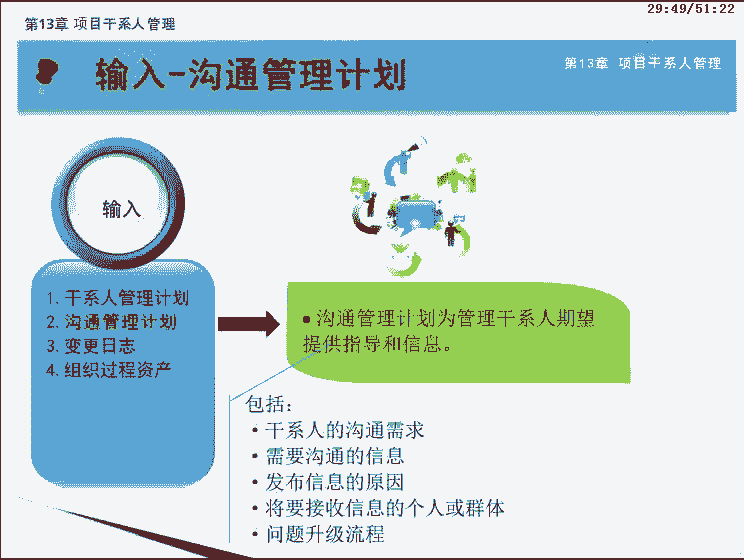 29:49/51:22
第13章 项目干系人管理
输入-沟通管理计划
第13章 项目干系人管理
输入
1. 干系人管理计划
2. 沟通管理计划
3. 变更日志
4. 组织过程资产
• 沟通管理计划为管理干系人期望
提供指导和信息。
包括：
• 干系人的沟通需求
• 需要沟通的信息
• 发布信息的原因
• 将要接收信息的个人或群体
• 问题升级流程